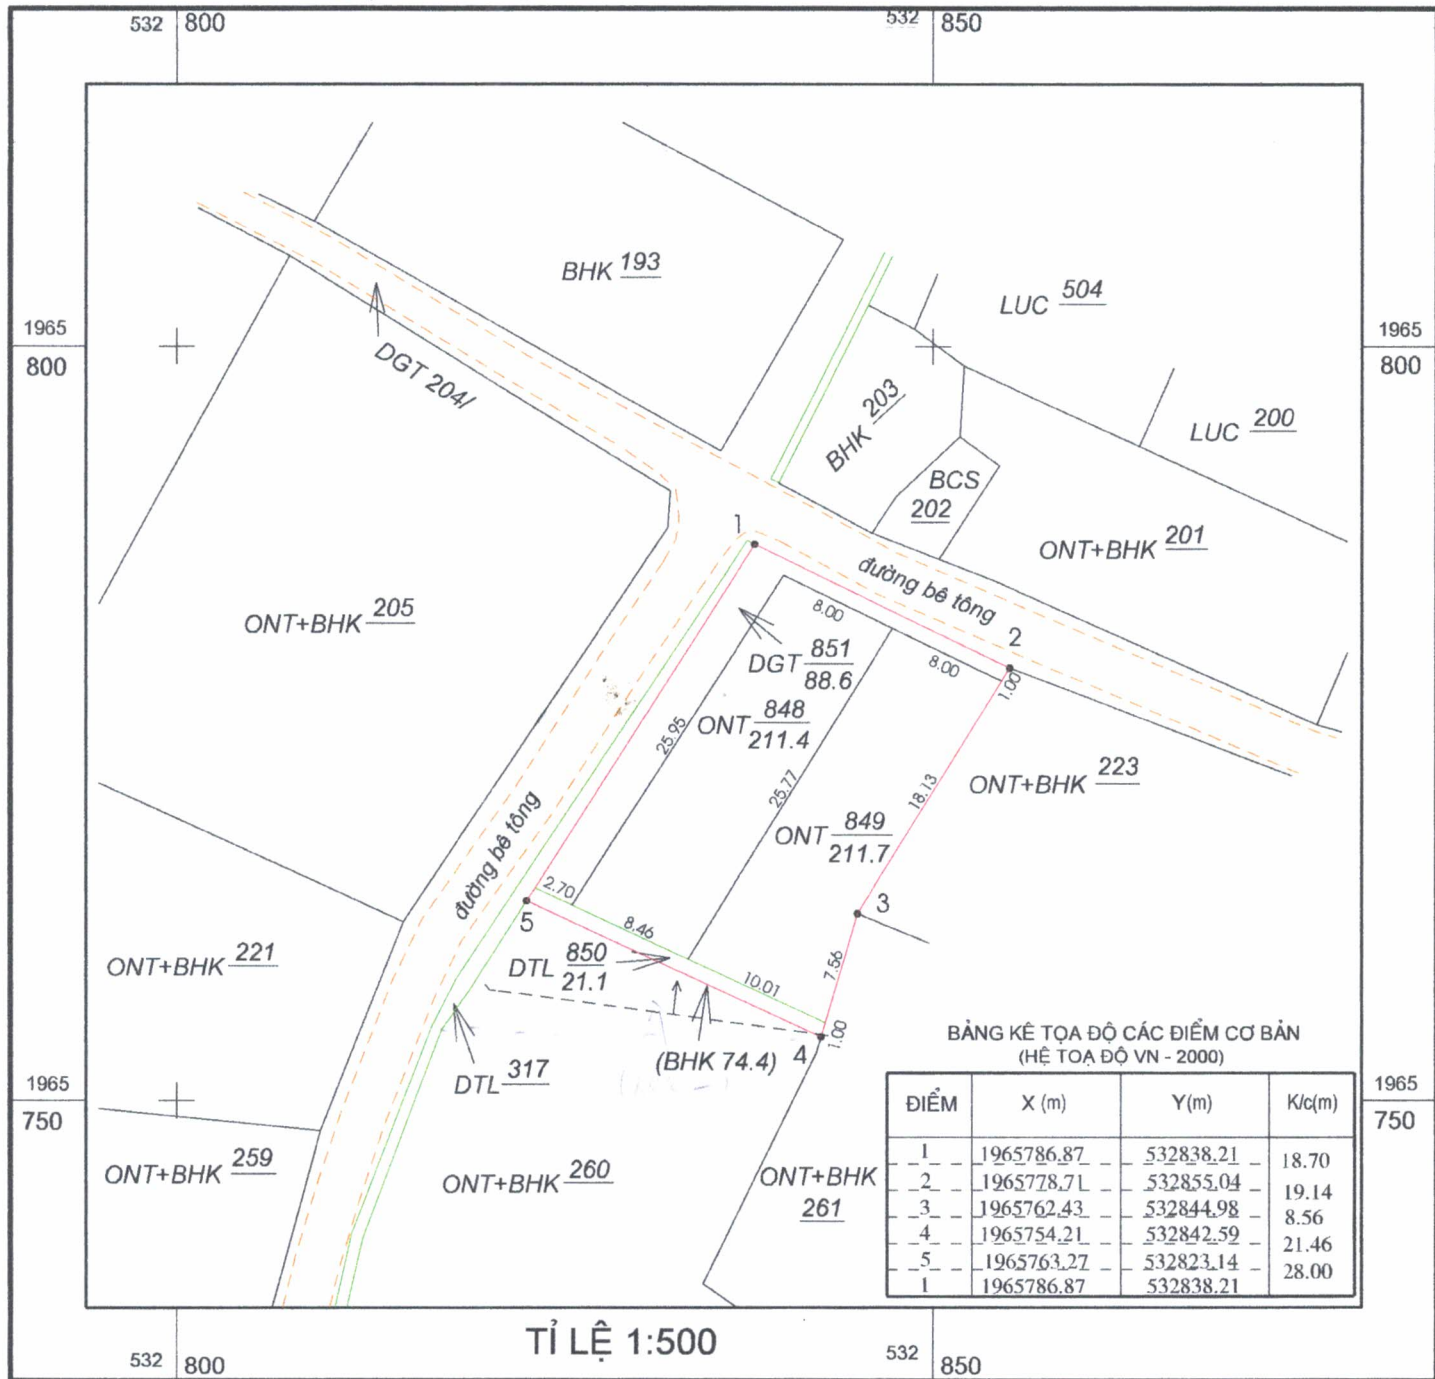 532 800 532 850
BHK 193
LUC 504
1965 1965
800 800
DGT 204/
BHK 203
LUC 200
BCS
202
ONT+BHK 201
1
đường bê tông
ONT+BHK 205
8.00
2
DGT 851
88.6
8.00
1.00
ONT 848
211.4
25.95
25.77
18.13
ONT+BHK 223
đường bê tông
ONT 849
211.7
2.70
3
5
8.46
7.56
ONT+BHK 221
DTL 850
21.1
10.01
1.00
4
(BHK 74.4)
DTL 317
1965 1965
750 750
ONT+BHK 259
ONT+BHK 260
ONT+BHK
261
BẢNG KÊ TỌA ĐỘ CÁC ĐIỂM CƠ BẢN
(HỆ TOẠ ĐỘ VN - 2000)
ĐIỂM X (m) Y(m) K/c(m)
1 1965786.87 532838.21
18.70
2 1965778.71 532855.04
19.14
3 1965762.43 532844.98
8.56
4 1965754.21 532842.59
21.46
5 1965763.27 532823.14
28.00
1 1965786.87 532838.21
TỈ LỆ 1:500
532 800 532 850